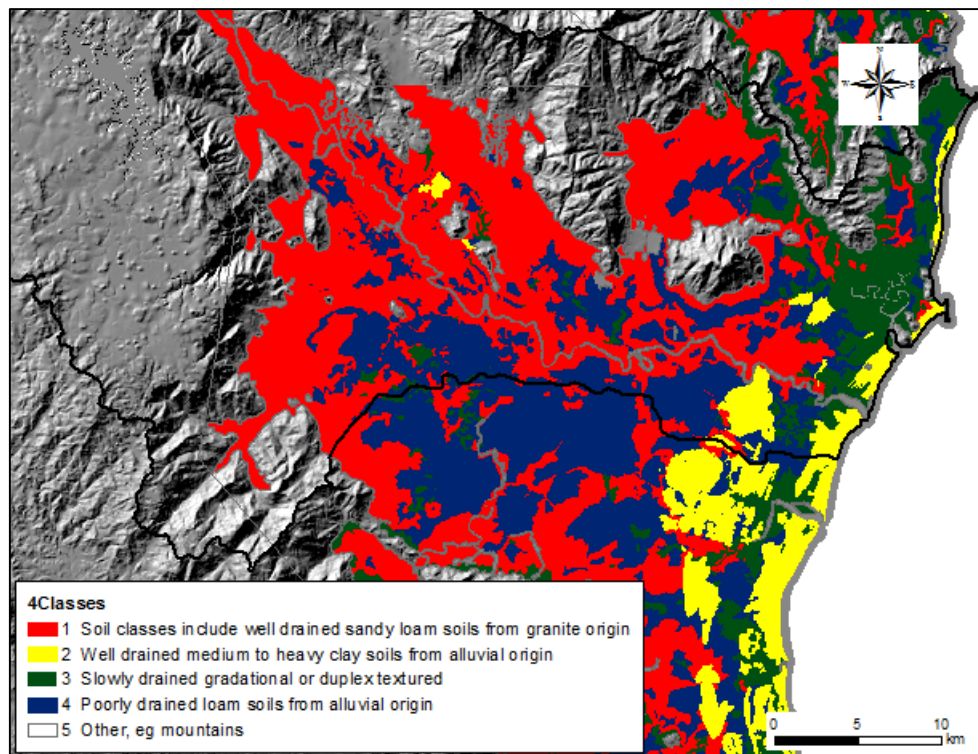 N
W E
S
4Classes
1 Soil classes include well drained sandy loam soils from granite origin
2 Well drained medium to heavy clay soils from alluvial origin
3 Slowly drained gradational or duplex textured
4 Poorly drained loam soils from alluvial origin
5 Other, eg mountains
0 5 10
km